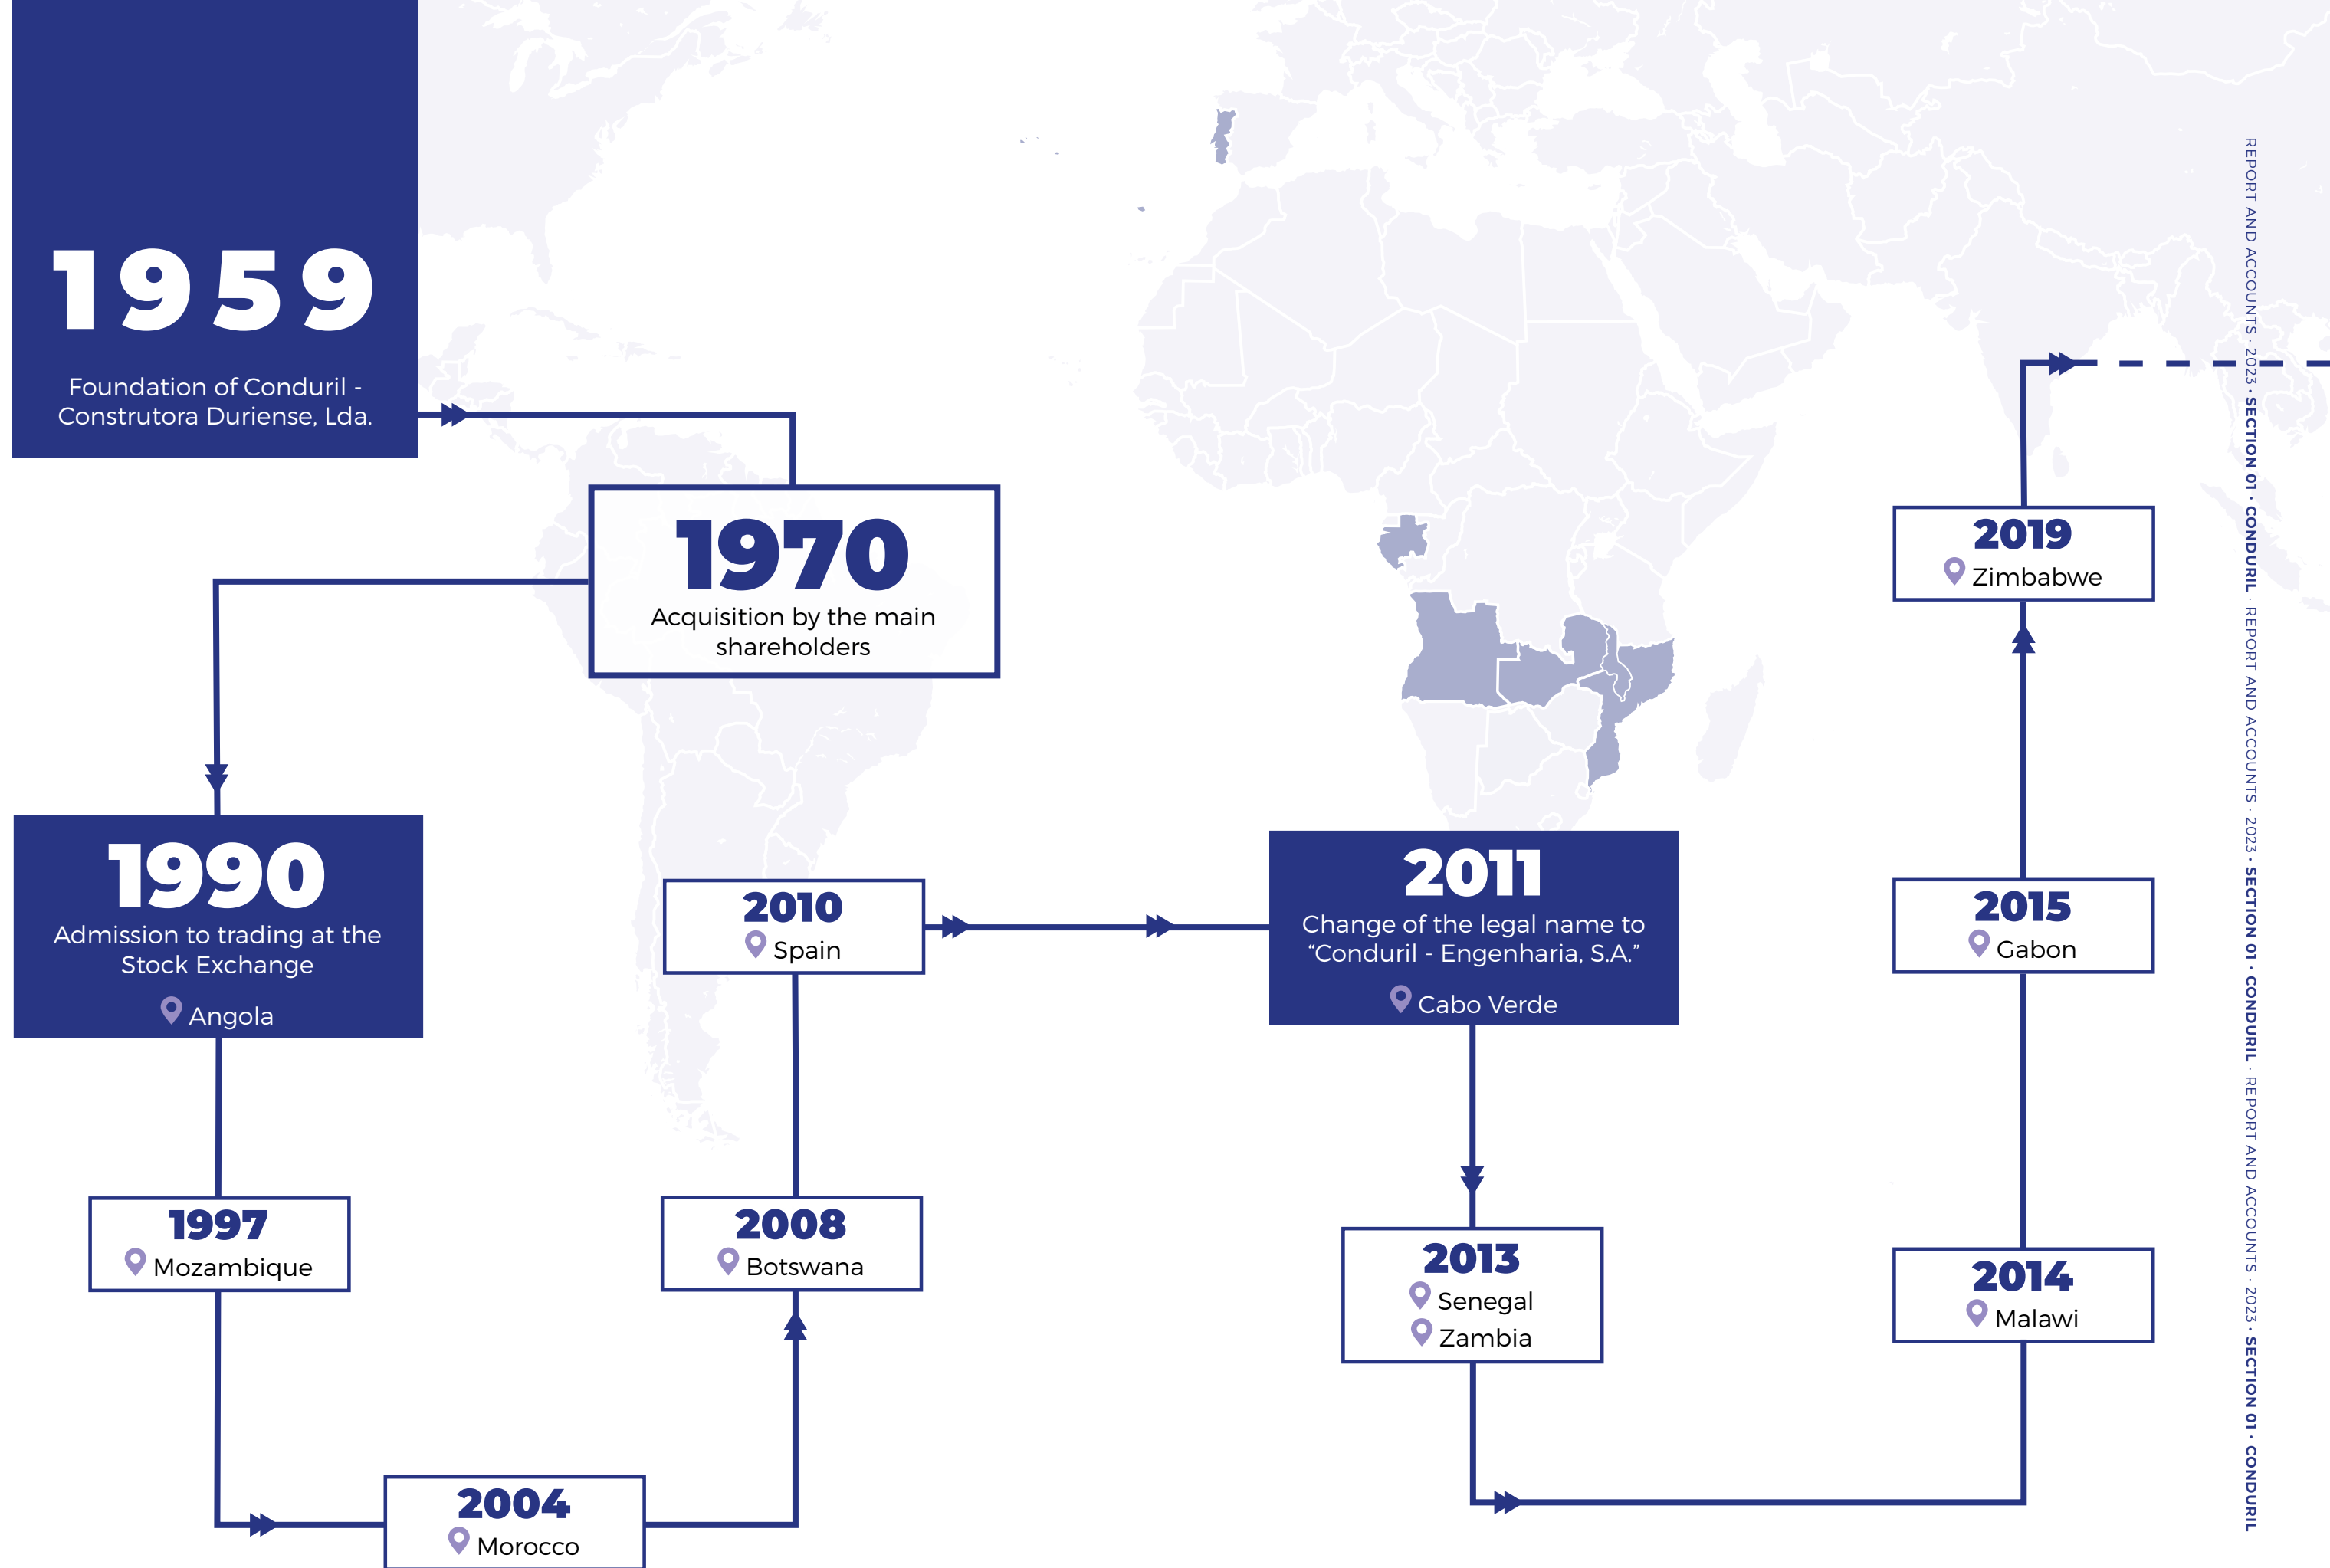 1959
Foundation of Conduril -
Construtora Duriense, Lda.
1970
Acquisition by the main
shareholders
1990
Admission to trading at the
Stock Exchange
Angola
1997
Mozambique
2004
Morocco
2008
Botswana
2010
Spain
2011
Change of the legal name to
“Conduril - Engenharia, S.A.”
Cabo Verde
2013
Senegal
Zambia
2014
Malawi
2015
Gabon
2019
Zimbabwe
REPORT AND ACCOUNTS · 2023 · SECTION 01 · CONDURIL · REPORT AND ACCOUNTS · 2023 · SECTION 01 · CONDURIL · REPORT AND ACCOUNTS · 2023 · SECTION 01 · CONDURIL